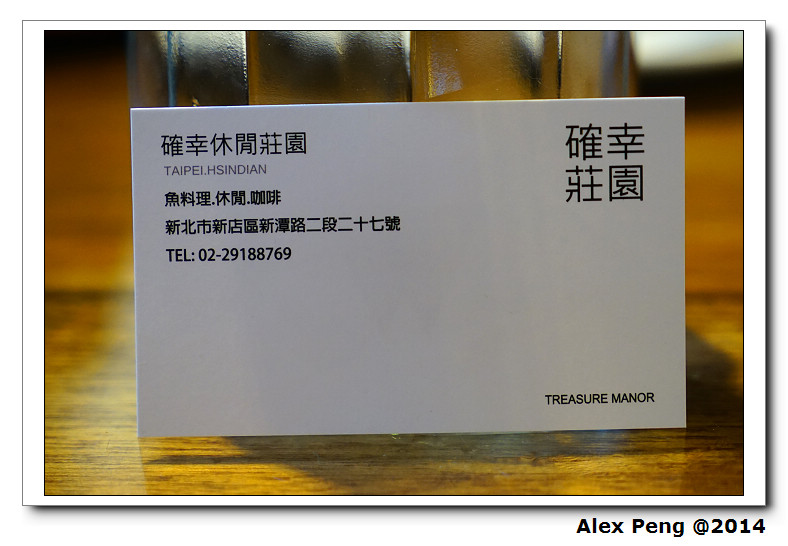 確幸休閒莊園
TAIPEI.HSINDIAN
魚料理.休閒.咖啡
新北市新店區新潭路二段二十七號
TEL: 02-29188769
確幸
莊園
TREASURE MANOR
Alex Peng @2014